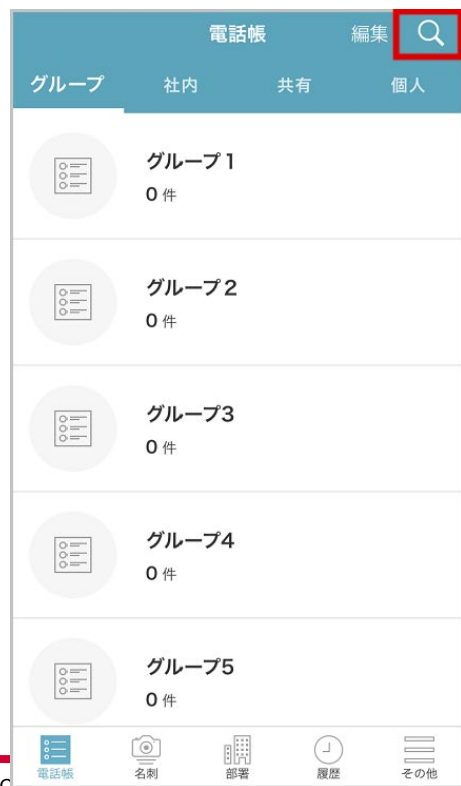 電話帳 編集
グループ 社内 共有 個人
グループ 1
0 件
グループ 2
0 件
グループ3
0 件
グループ4
0 件
グループ5
0 件
電話帳 名刺 部署 履歴 その他